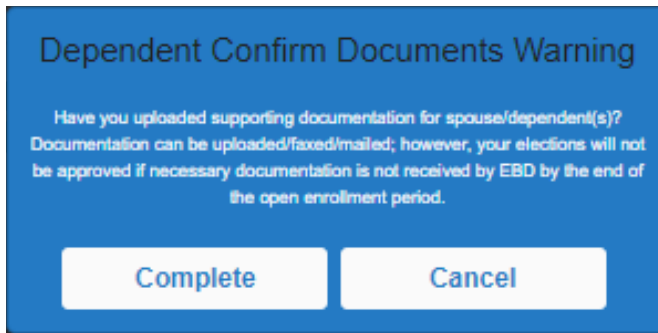 Dependent Confirm Documents Warning
Have you uploaded supporting documentation for spouse/dependent(s)?
Documentation can be uploaded/faxed/mailed; however, your elections will not
be approved if necessary documentation is not received by EBD by the end of
the open enrollment period.
Complete Cancel